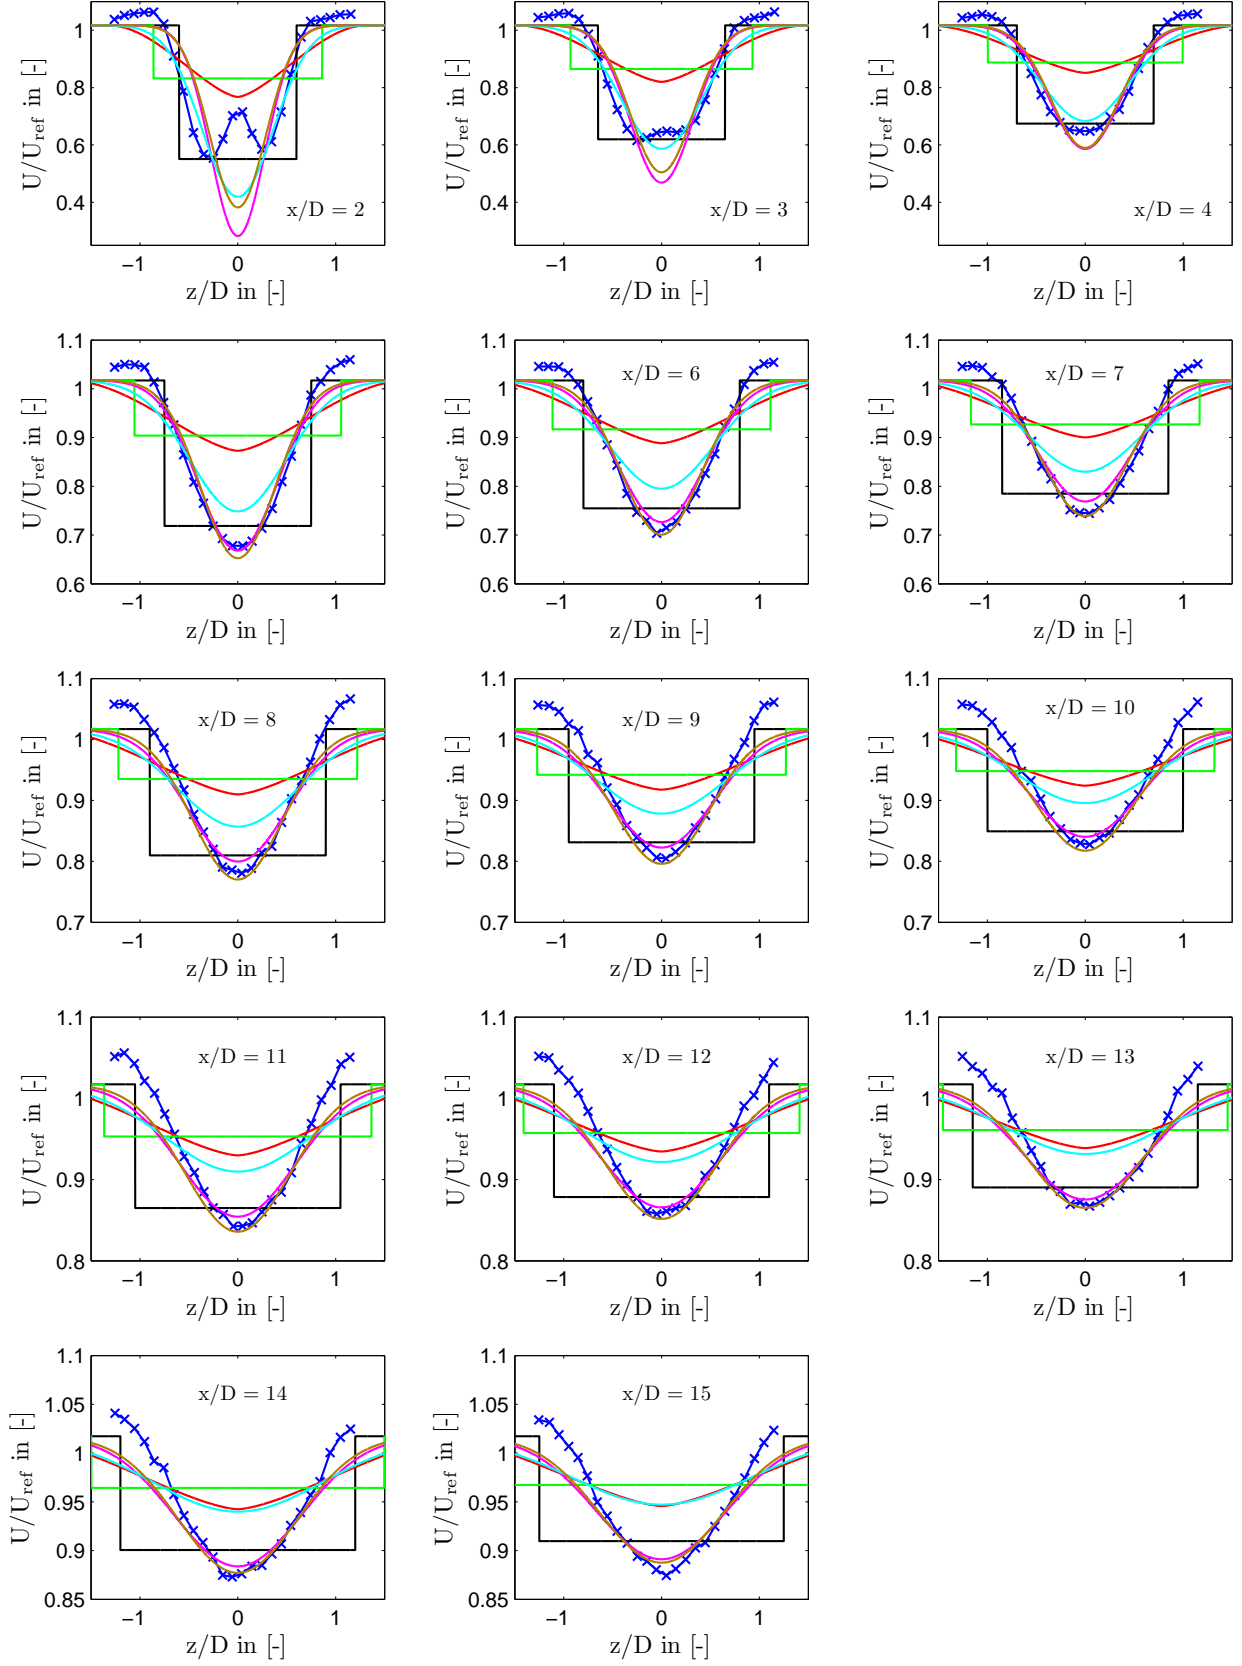 1
0.8
0.6
0.4
U/U_ref in [-]
x/D = 2
−1 0 1
z/D in [-]
1
0.8
0.6
0.4
U/U_ref in [-]
x/D = 3
−1 0 1
z/D in [-]
1
0.8
0.6
0.4
U/U_ref in [-]
x/D = 4
−1 0 1
z/D in [-]
1.1
1
0.9
0.8
0.7
0.6
U/U_ref in [-]
−1 0 1
z/D in [-]
1.1
1
0.9
0.8
0.7
0.6
U/U_ref in [-]
x/D = 6
−1 0 1
z/D in [-]
1.1
1
0.9
0.8
0.7
0.6
U/U_ref in [-]
x/D = 7
−1 0 1
z/D in [-]
1.1
1
0.9
0.8
0.7
U/U_ref in [-]
x/D = 8
−1 0 1
z/D in [-]
1.1
1
0.9
0.8
0.7
U/U_ref in [-]
x/D = 9
−1 0 1
z/D in [-]
1.1
1
0.9
0.8
0.7
U/U_ref in [-]
x/D = 10
−1 0 1
z/D in [-]
1.1
1
0.9
0.8
U/U_ref in [-]
x/D = 11
−1 0 1
z/D in [-]
1.1
1
0.9
0.8
U/U_ref in [-]
x/D = 12
−1 0 1
z/D in [-]
1.1
1
0.9
0.8
U/U_ref in [-]
x/D = 13
−1 0 1
z/D in [-]
1.1
1.05
1
0.95
0.9
0.85
U/U_ref in [-]
x/D = 14
−1 0 1
z/D in [-]
1.1
1.05
1
0.95
0.9
0.85
U/U_ref in [-]
x/D = 15
−1 0 1
z/D in [-]